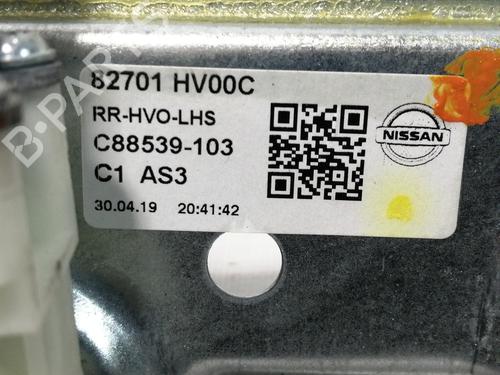 82701 HV00C
RR-HVO-LHS
C88539-103
C1 AS3
30.04.19 20:41:42
NISSAN
B-PARTS